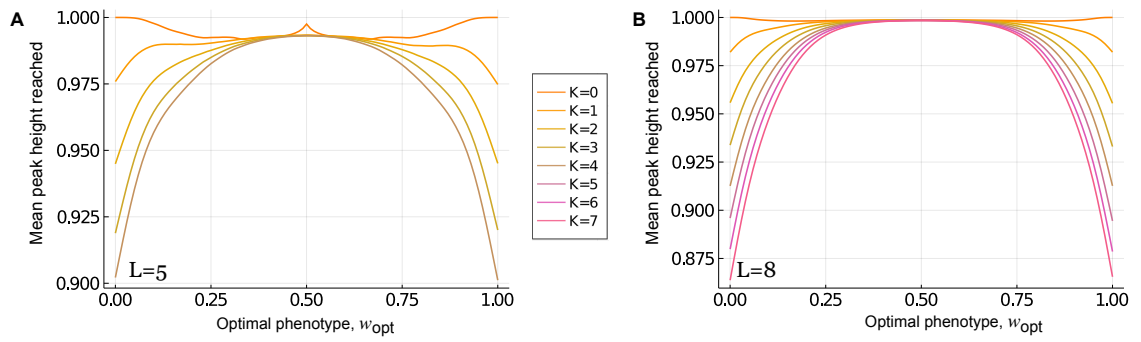 A
Mean peak height reached
1.000
0.975
0.950
0.925
0.900
L=5
0.00 0.25 0.50 0.75 1.00
Optimal phenotype, wopt
K=0
K=1
K=2
K=3
K=4
K=5
K=6
K=7
B
Mean peak height reached
1.000
0.975
0.950
0.925
0.900
0.875
L=8
0.00 0.25 0.50 0.75 1.00
Optimal phenotype, wopt